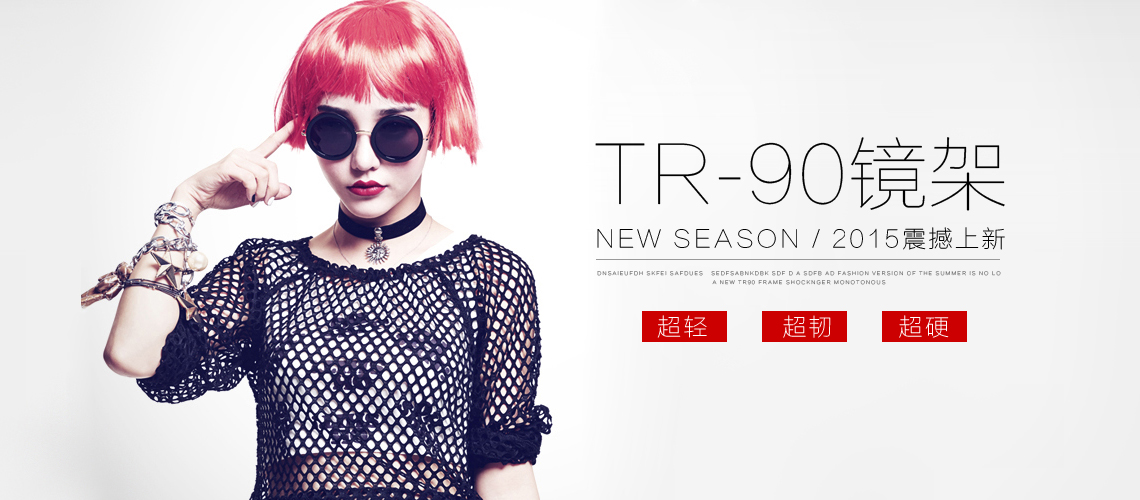 TR-90镜架
NEW SEASON / 2015震撼上新
DNSAIEUFDH SKFEI SAFDUES SEDFSABNKDBK SDF D A SDFB AD FASHION VERSION OF THE SUMMER IS NO LO
A NEW TR90 FRAME SHOCKNGER MONOTONOUS
超轻 超韧 超硬